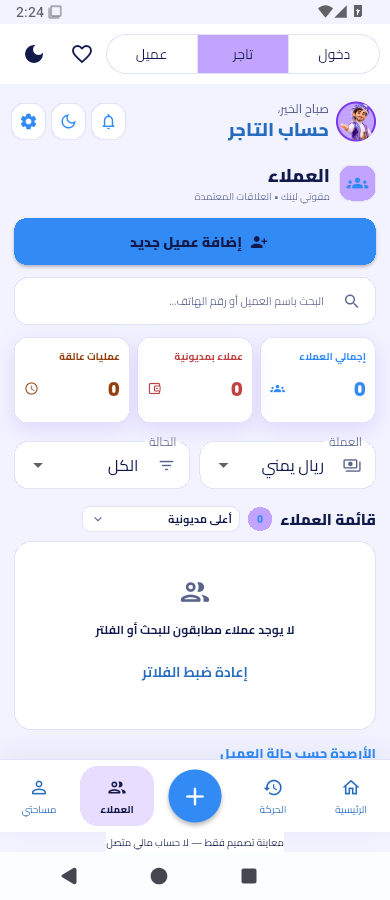 2:24
دخول
تاجر
عميل
صباح الخير،
حساب التاجر
العملاء
مقوتي لينك • العلاقات المعتمدة
إضافة عميل جديد
البحث باسم العميل أو رقم الهاتف...
إجمالي العملاء
0
عملاء بمديونية
0
عمليات عالقة
0
العملة
ريال يمني
الحالة
الكل
قائمة العملاء
0
أعلى مديونية
لا يوجد عملاء مطابقون للبحث أو الفلتر
إعادة ضبط الفلاتر
الأرصدة حسب حالة العميل
الرئيسية
الحركة
العملاء
مساحتي
معاينة تصميم فقط — لا حساب مالي متصل